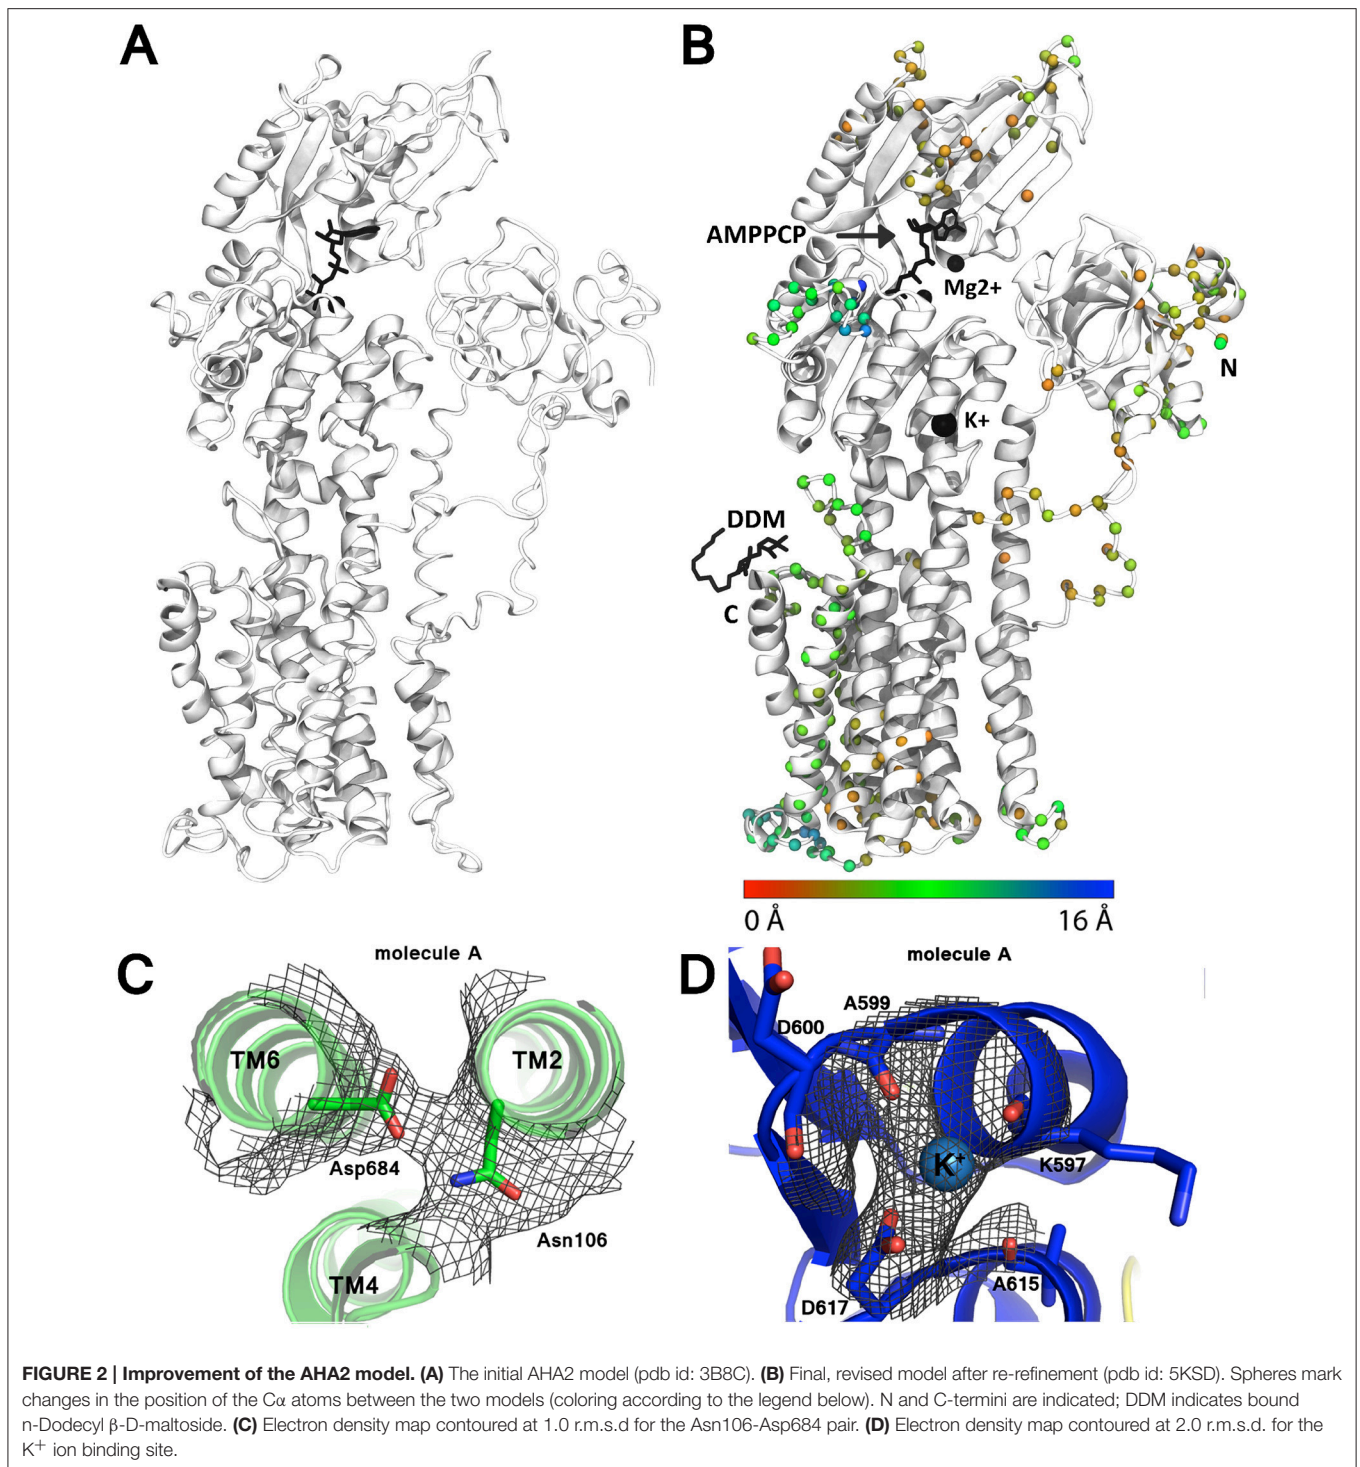 A
B
AMPPCP
Mg2+
N
K+
DDM
C
0 Å
16 Å
C
molecule A
TM6
TM2
Asp684
Asn106
TM4
D
molecule A
A599
D600
K+
K597
A615
D617
FIGURE 2 | Improvement of the AHA2 model. (A) The initial AHA2 model (pdb id: 3B8C). (B) Final, revised model after re-refinement (pdb id: 5KSD). Spheres mark
changes in the position of the Cα atoms between the two models (coloring according to the legend below). N and C-termini are indicated; DDM indicates bound
n-Dodecyl β-D-maltoside. (C) Electron density map contoured at 1.0 r.m.s.d for the Asn106-Asp684 pair. (D) Electron density map contoured at 2.0 r.m.s.d. for the
K+ ion binding site.